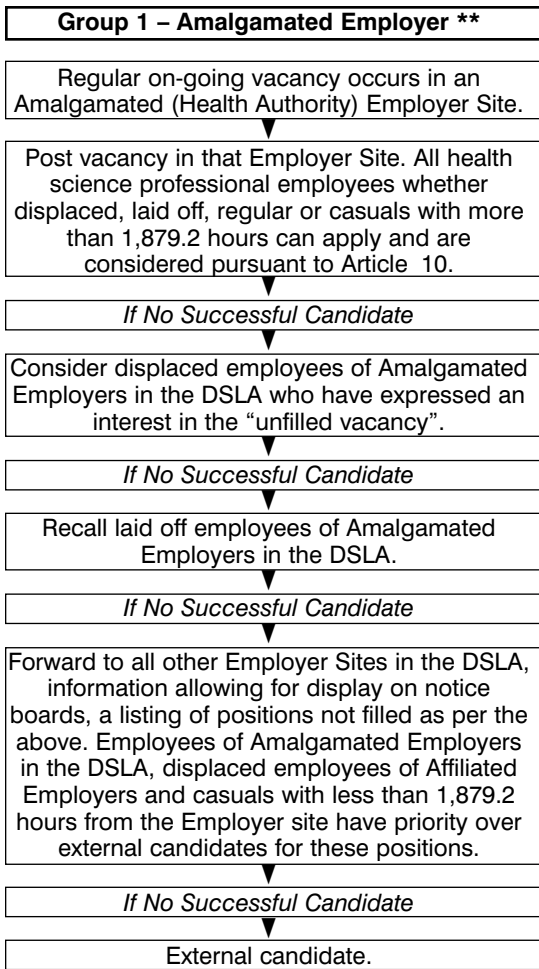 Group 1 – Amalgamated Employer **
Regular on-going vacancy occurs in an
Amalgamated (Health Authority) Employer Site.
Post vacancy in that Employer Site. All health
science professional employees whether
displaced, laid off, regular or casuals with more
than 1,879.2 hours can apply and are
considered pursuant to Article 10.
If No Successful Candidate
Consider displaced employees of Amalgamated
Employers in the DSLA who have expressed an
interest in the “unfilled vacancy”.
If No Successful Candidate
Recall laid off employees of Amalgamated
Employers in the DSLA.
If No Successful Candidate
Forward to all other Employer Sites in the DSLA,
information allowing for display on notice
boards, a listing of positions not filled as per the
above. Employees of Amalgamated Employers
in the DSLA, displaced employees of Affiliated
Employers and casuals with less than 1,879.2
hours from the Employer site have priority over
external candidates for these positions.
If No Successful Candidate
External candidate.